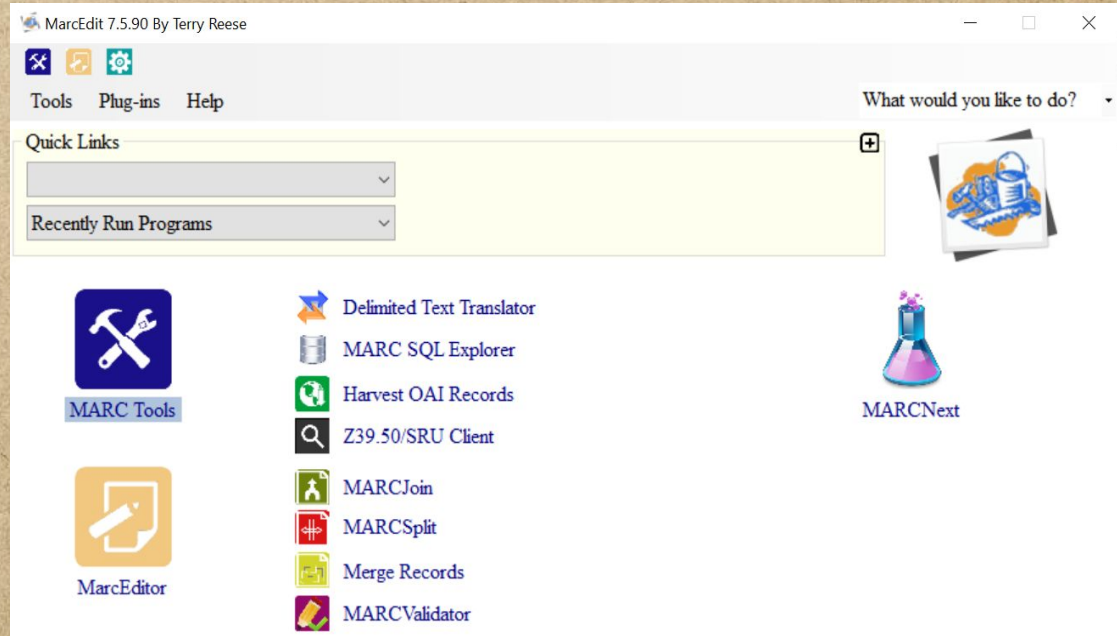 MarcEdit 7.5.90 By Terry Reese
Tools Plug-ins Help
What would you like to do?
Quick Links
Recently Run Programs
MARC Tools
MarcEditor
Delimited Text Translator
MARC SQL Explorer
Harvest OAI Records
Z39.50/SRU Client
MARCJoin
MARCSplit
Merge Records
MARCValidator
MARCNext